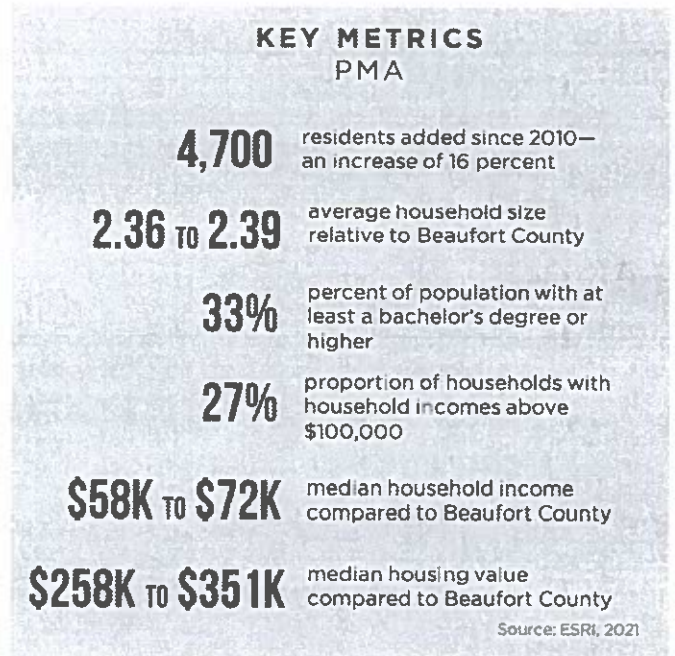 KEY METRICS
PMA
4,700
residents added since 2010—
an increase of 16 percent
2.36 TO 2.39
average household size
relative to Beaufort County
33%
percent of population with at
least a bachelor's degree or
higher
27%
proportion of households with
household incomes above
$100,000
$58K TO $72K
median household income
compared to Beaufort County
$258K TO $351K
median housing value
compared to Beaufort County
Source: ESRI, 2021